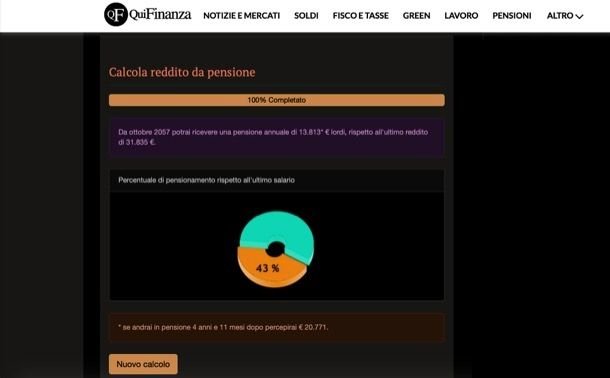 QF QuiFinanza NOTIZIE E MERCATI SOLDI FISCO E TASSE GREEN LAVORO PENSIONI ALTRO
Calcola reddito da pensione
100% Completato
Da ottobre 2057 potrai ricevere una pensione annuale di 13.813* € lordi, rispetto all'ultimo reddito
di 31.835 €.
Percentuale di pensionamento rispetto all'ultimo salario
43 %
* se andrai in pensione 4 anni e 11 mesi dopo percepirai € 20.771.
Nuovo calcolo